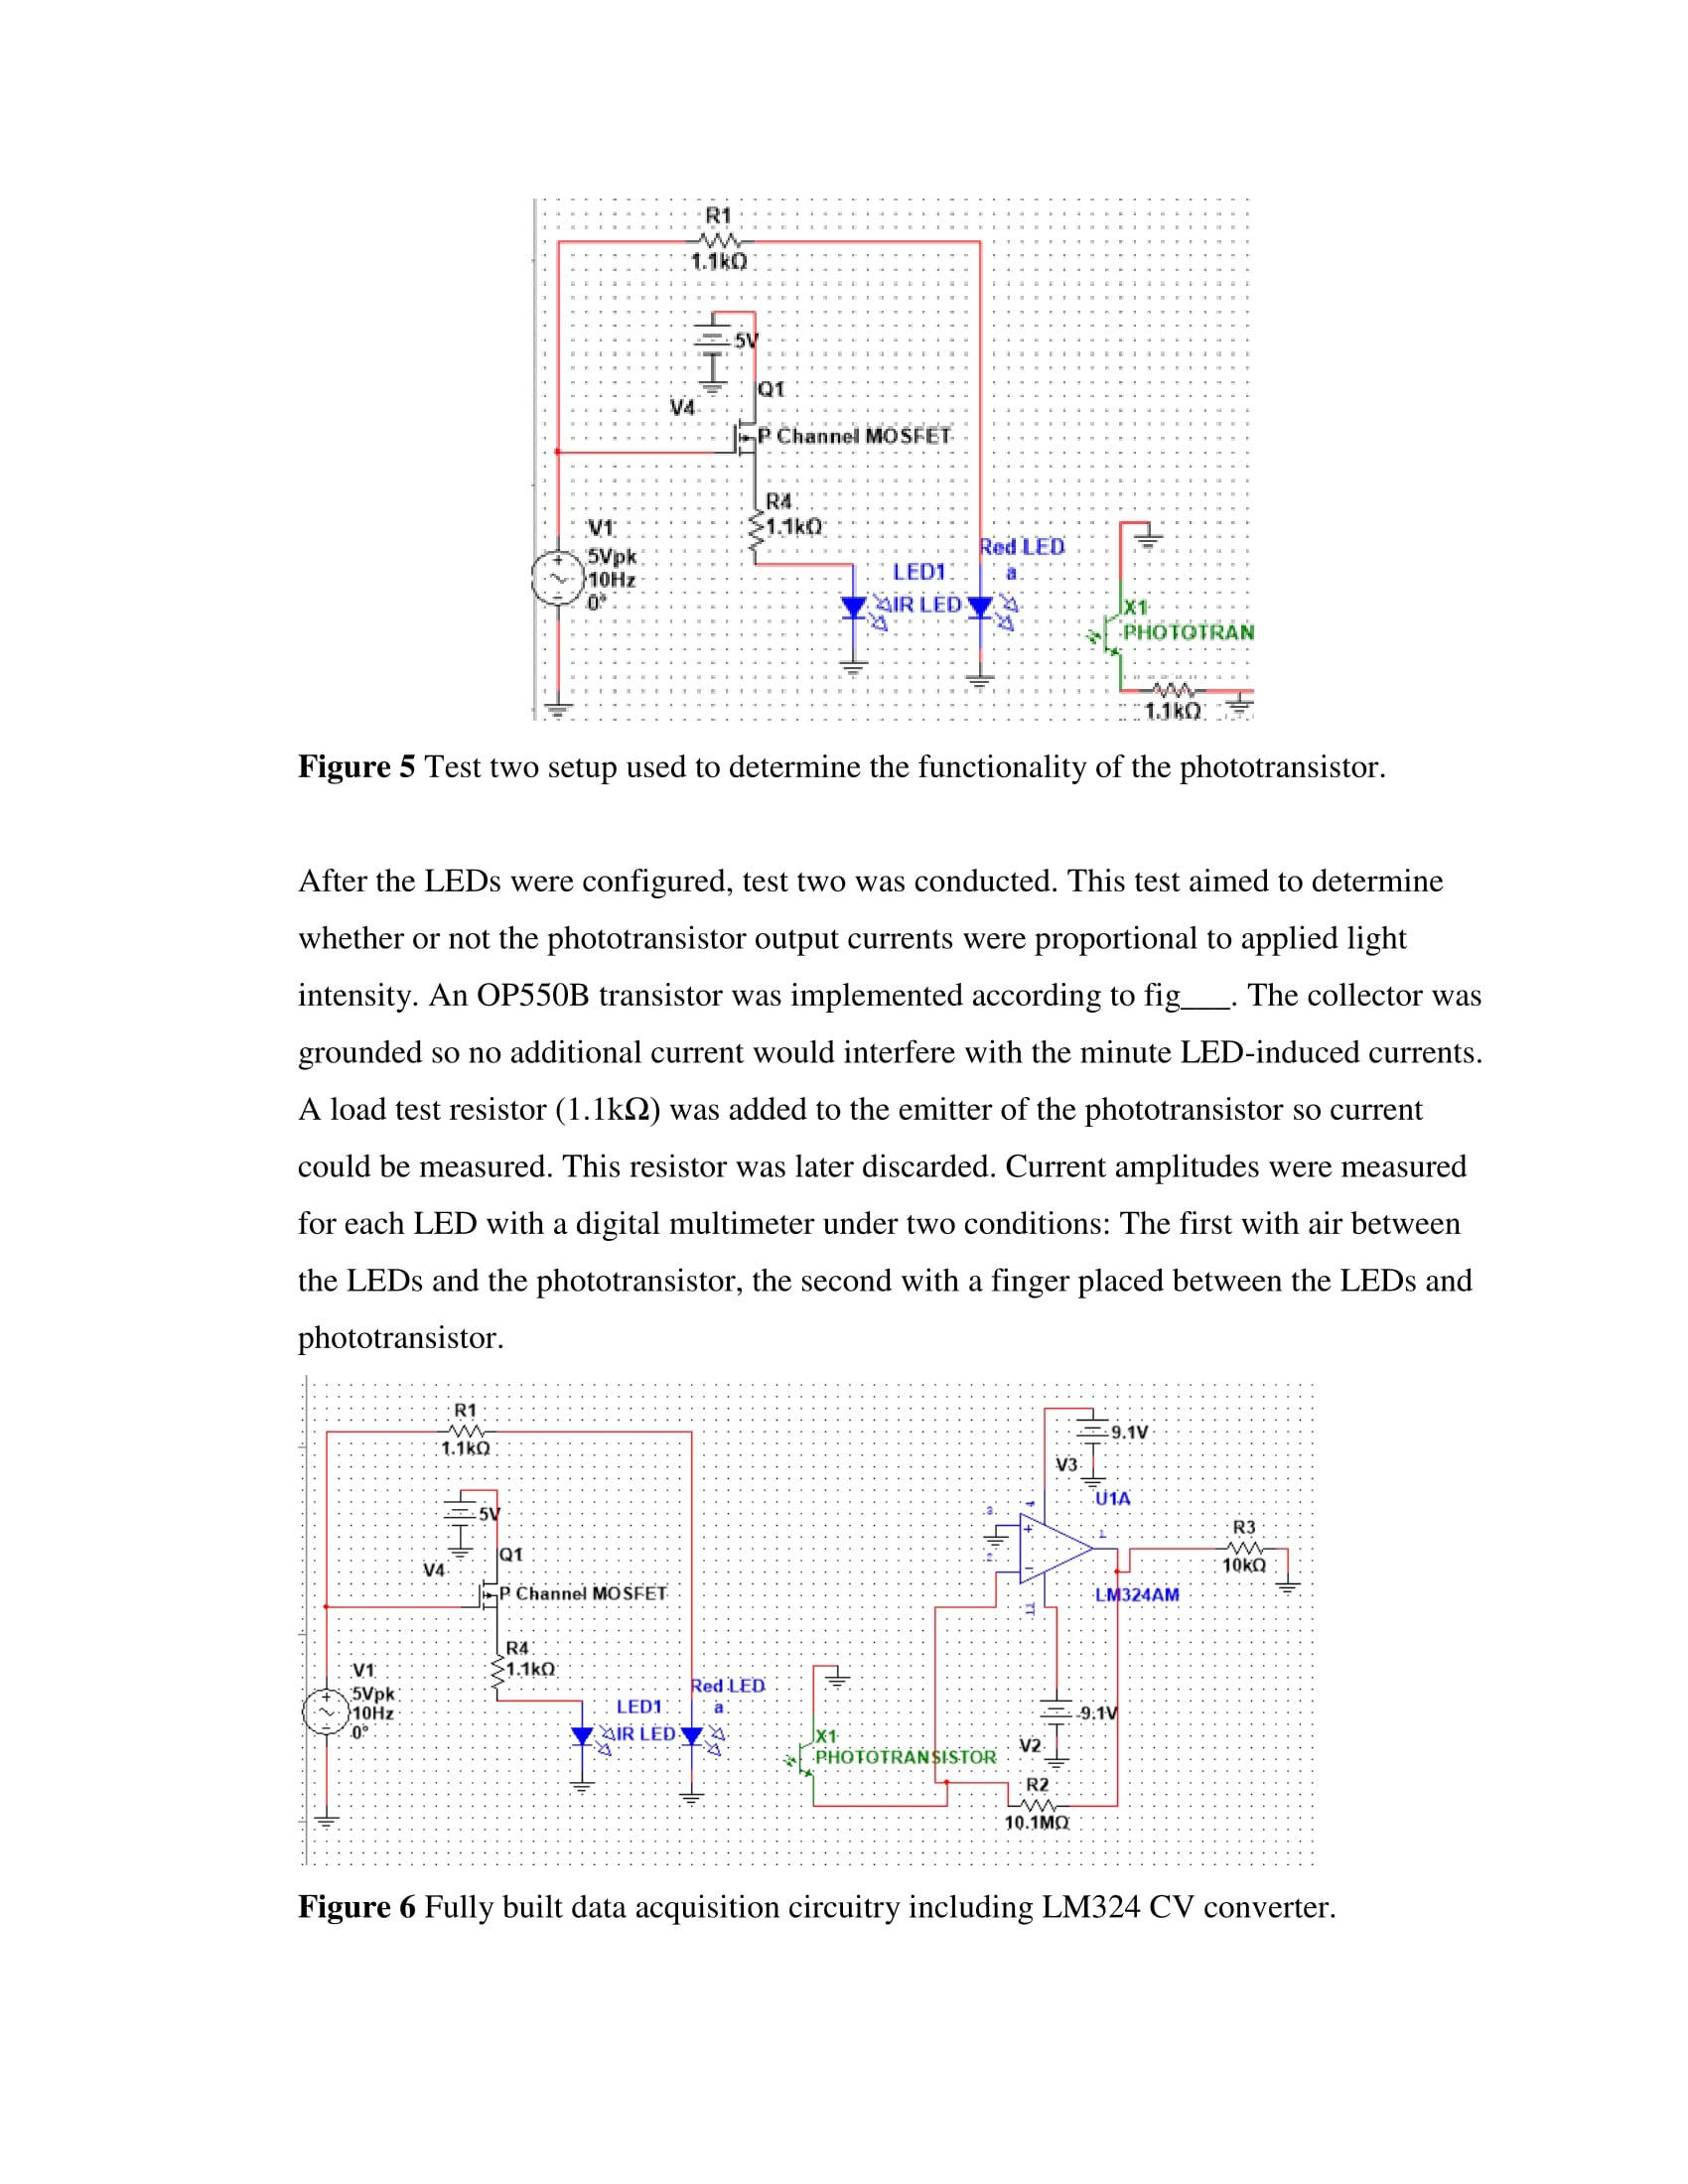 R1
1.1kΩ
5V
Q1
V4
P Channel MOSFET
R4
1.1kΩ
V1
5Vpk
10Hz
0°
Red LED
a
LED1
IR LED
X1
PHOTOTRAN
1.1kΩ
Figure 5 Test two setup used to determine the functionality of the phototransistor.
After the LEDs were configured, test two was conducted. This test aimed to determine
whether or not the phototransistor output currents were proportional to applied light
intensity. An OP550B transistor was implemented according to fig___. The collector was
grounded so no additional current would interfere with the minute LED-induced currents.
A load test resistor (1.1kΩ) was added to the emitter of the phototransistor so current
could be measured. This resistor was later discarded. Current amplitudes were measured
for each LED with a digital multimeter under two conditions: The first with air between
the LEDs and the phototransistor, the second with a finger placed between the LEDs and
phototransistor.
R1
1.1kΩ
5V
Q1
V4
P Channel MOSFET
R4
1.1kΩ
V1
5Vpk
10Hz
0°
Red LED
a
LED1
IR LED
X1
PHOTOTRANSISTOR
9.1V
V3
U1A
3
4
1
2
11
LM324AM
R3
10kΩ
-9.1V
V2
R2
10.1MΩ
Figure 6 Fully built data acquisition circuitry including LM324 CV converter.